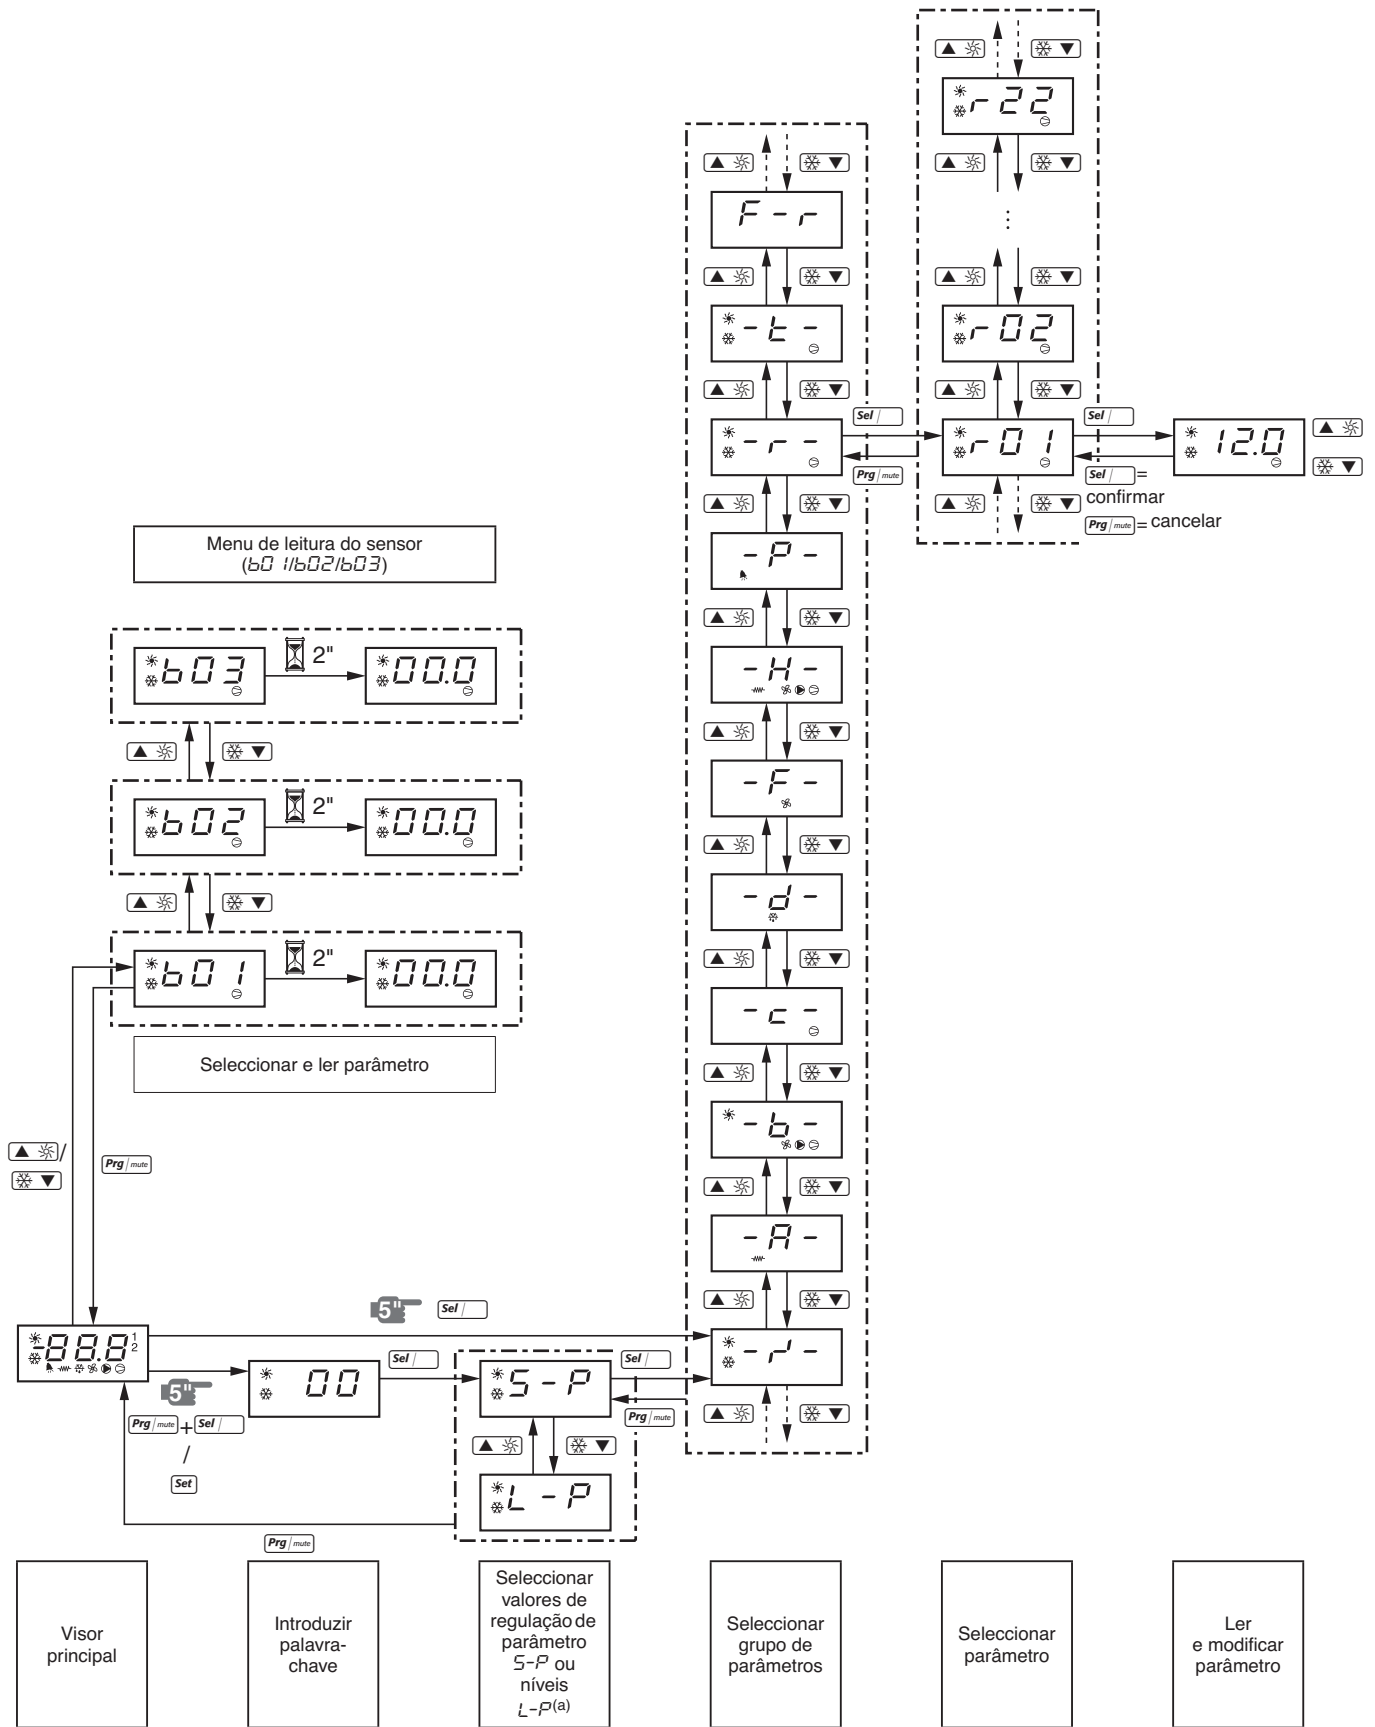 r22
F-r
-t-
r02
-r-
Sel
Prg/mute
r01
Sel
Sel =
confirmar
Prg/mute = cancelar
12.0
-P-
Menu de leitura do sensor
(b01/b02/b03)
-H-
b03
2"
00.0
-F-
b02
2"
00.0
-d-
b01
2"
00.0
-c-
Seleccionar e ler parâmetro
-b-
/
Prg/mute
-A-
5"
Sel
-88.8
1
2
-r-
5"
Prg/mute + Sel
/
Set
00
Sel
S-P
Sel
Prg/mute
L-P
Prg/mute
Visor
principal
Introduzir
palavra-
chave
Seleccionar
valores de
regulação de
parâmetro
S-P ou
níveis
L-P(a)
Seleccionar
grupo de
parâmetros
Seleccionar
parâmetro
Ler
e modificar
parâmetro